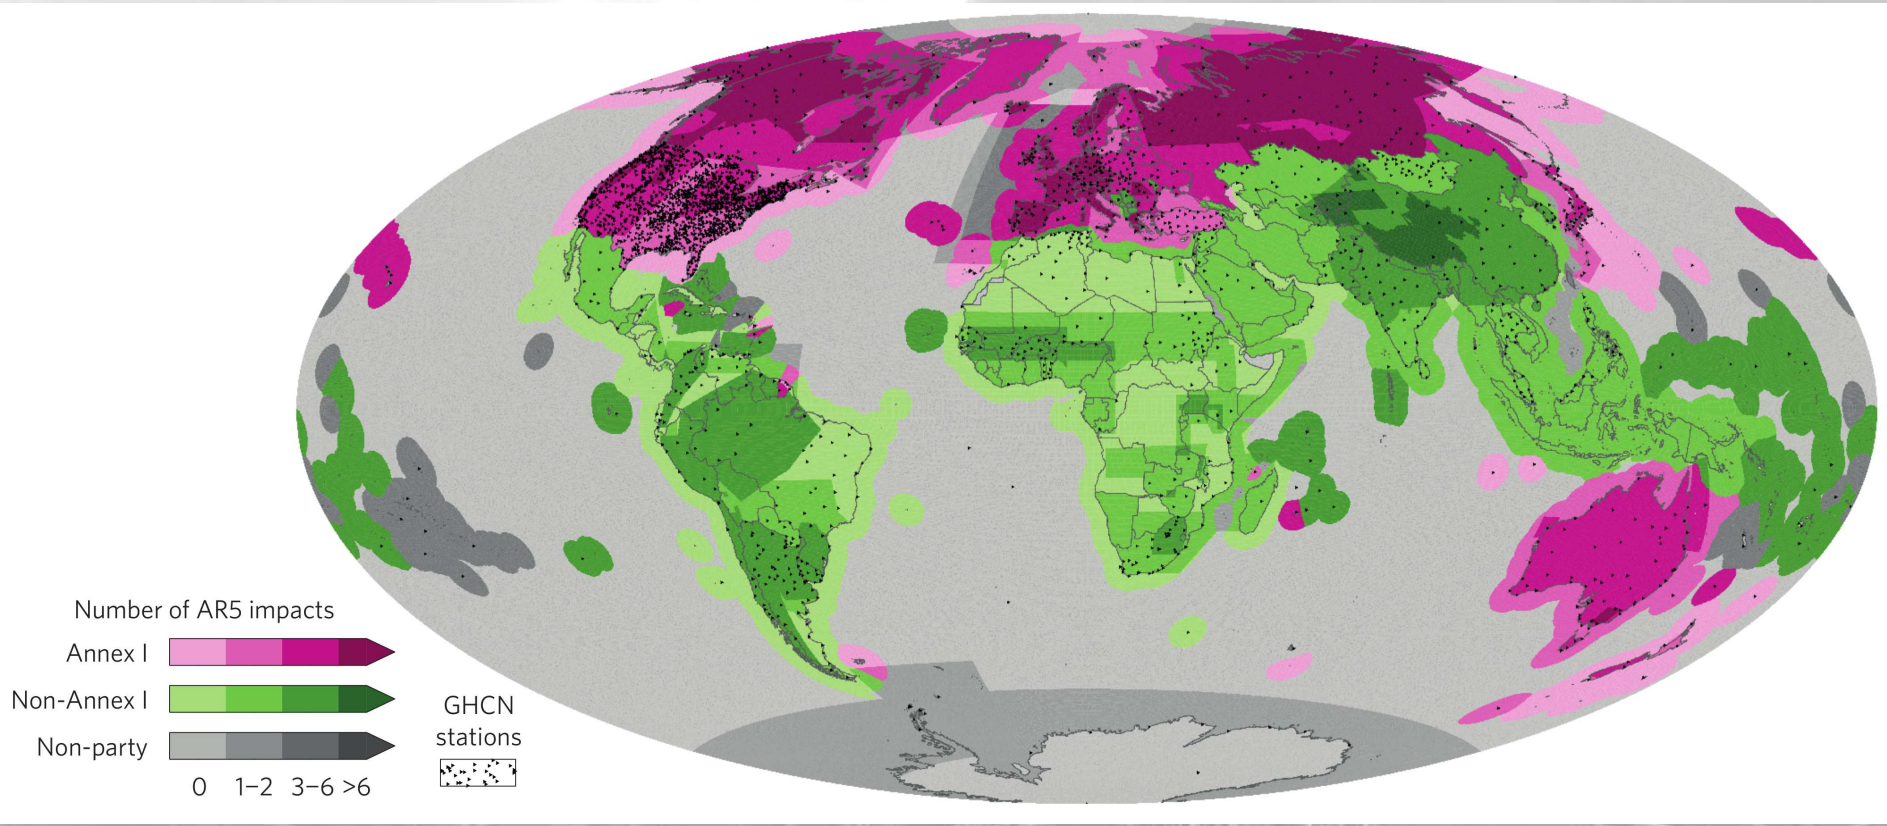 Number of AR5 impacts
Annex I
Non-Annex I
Non-party
0 1–2 3–6 >6
GHCN
stations